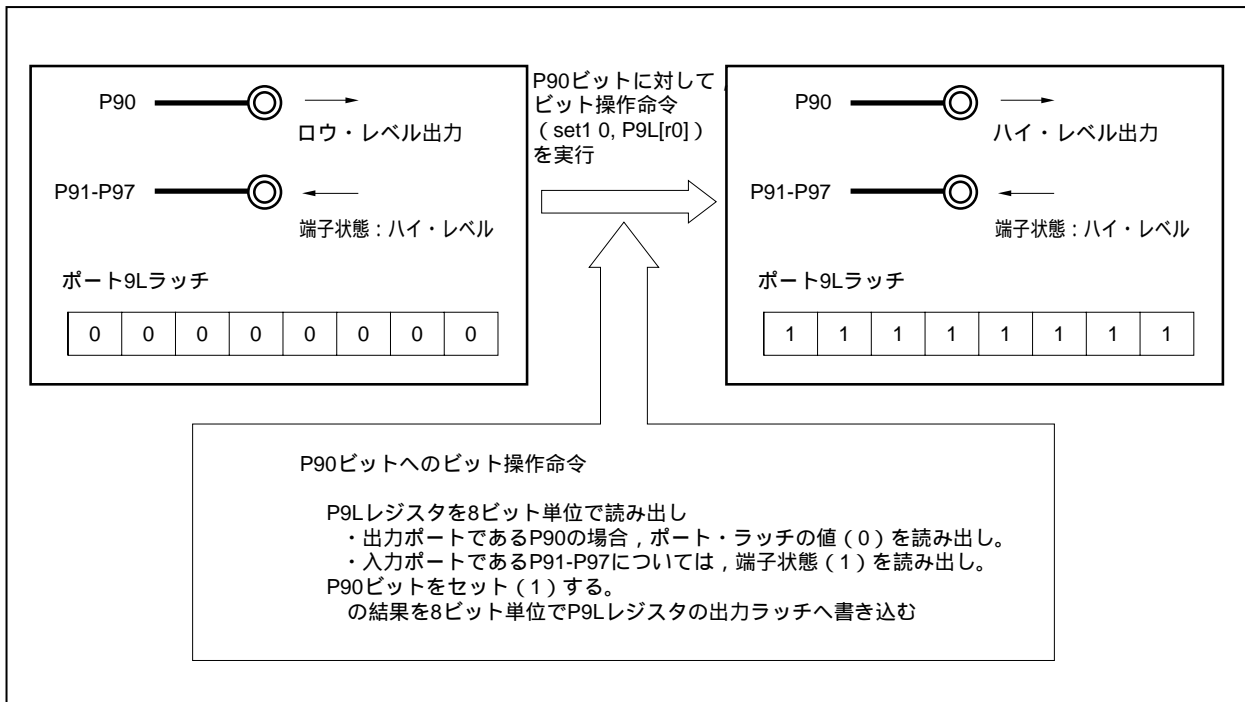 P90
ロウ・レベル出力
P91-P97
端子状態：ハイ・レベル
ポート9Lラッチ
0 0 0 0 0 0 0 0
P90ビットに対して，
ビット操作命令
（set1 0, P9L[r0]）
を実行
P90
ハイ・レベル出力
P91-P97
端子状態：ハイ・レベル
ポート9Lラッチ
1 1 1 1 1 1 1 1
P90ビットへのビット操作命令
P9Lレジスタを8ビット単位で読み出し
・出力ポートであるP90の場合，ポート・ラッチの値（0）を読み出し。
・入力ポートであるP91-P97については，端子状態（1）を読み出し。
P90ビットをセット（1）する。
の結果を8ビット単位でP9Lレジスタの出力ラッチへ書き込む